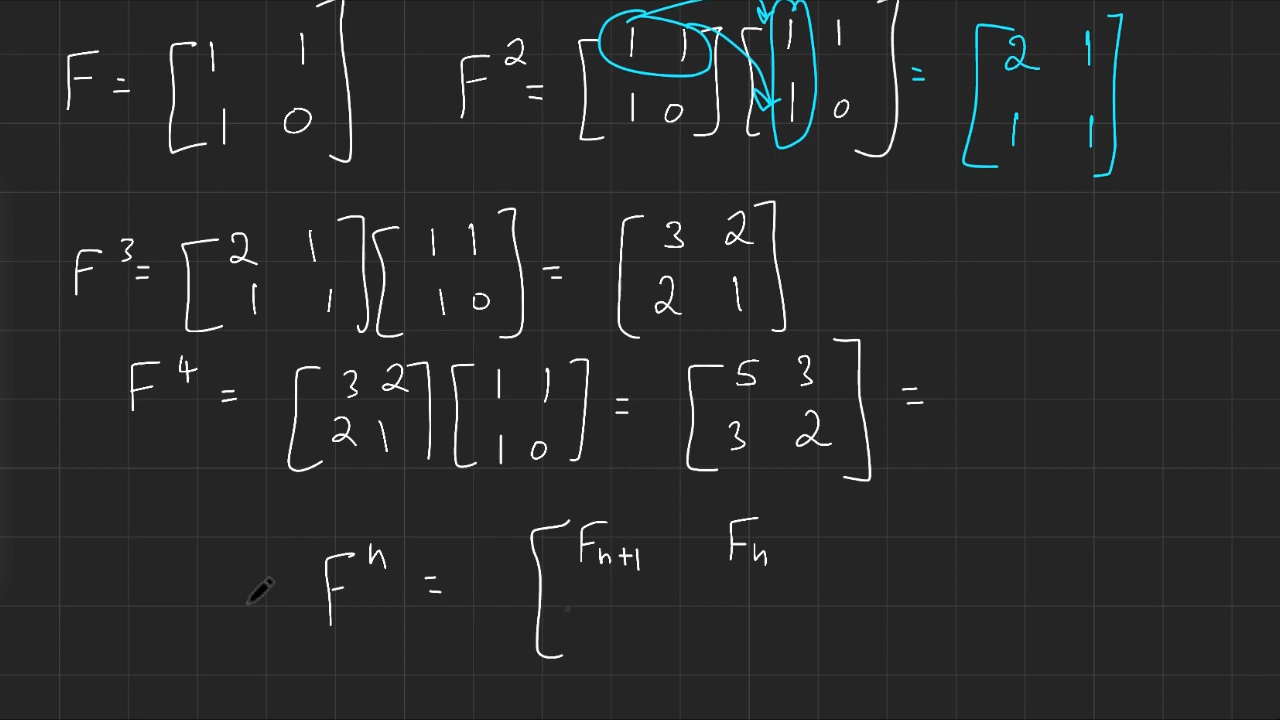 F = [1 1; 1 0]  F² = [1 1; 1 0] [1 1; 1 0] = [2 1; 1 1]
F³ = [2 1; 1 1] [1 1; 1 0] = [3 2; 2 1]
F⁴ = [3 2; 2 1] [1 1; 1 0] = [5 3; 3 2] =
Fⁿ = [Fₙ₊₁ Fₙ